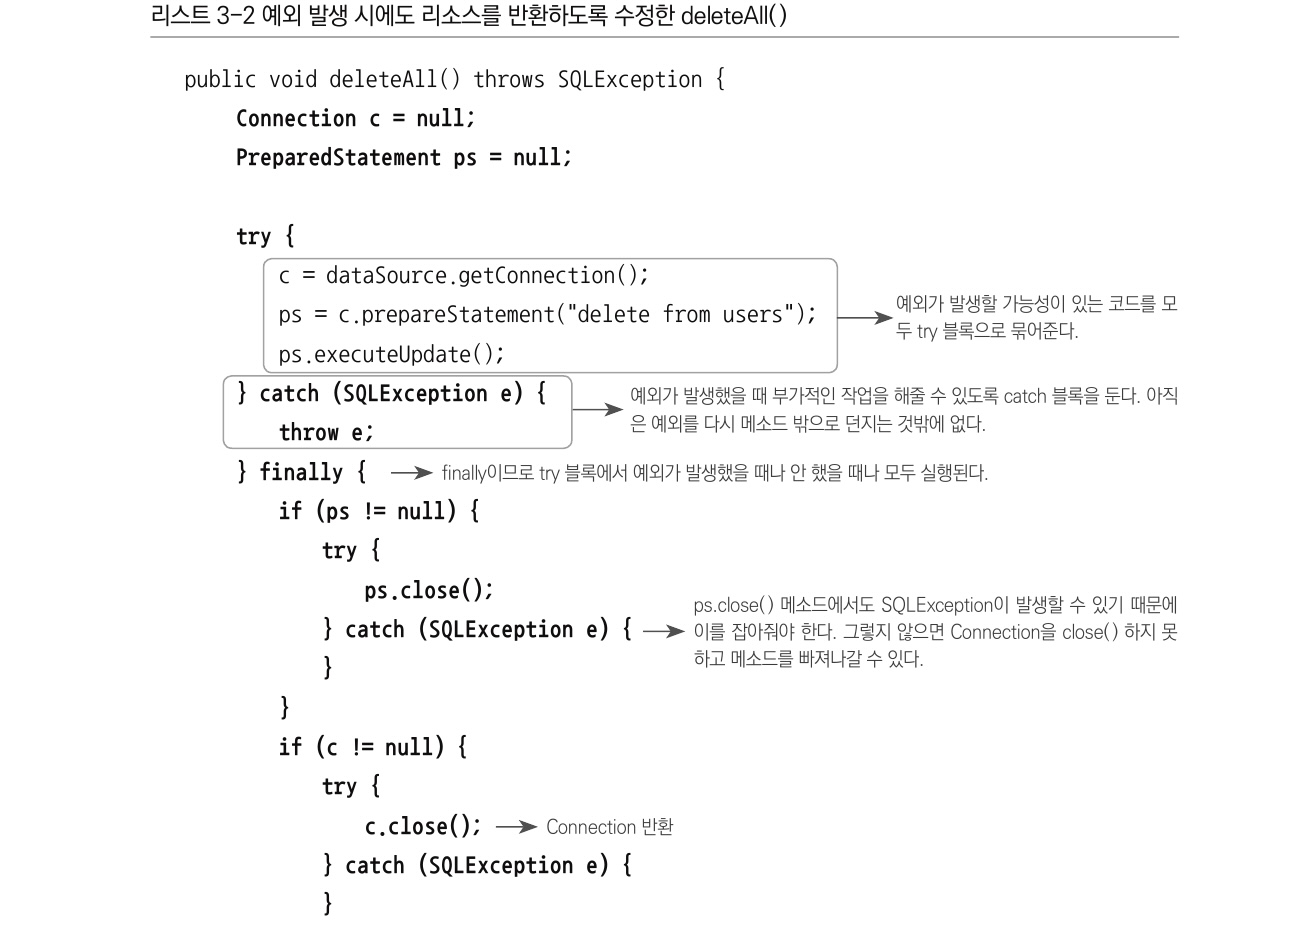 리스트 3-2 예외 발생 시에도 리소스를 반환하도록 수정한 deleteAll()
public void deleteAll() throws SQLException {
Connection c = null;
PreparedStatement ps = null;
try {
c = dataSource.getConnection();
ps = c.prepareStatement("delete from users");
ps.executeUpdate();
예외가 발생할 가능성이 있는 코드를 모
두 try 블록으로 묶어준다.
} catch (SQLException e) {
throw e;
예외가 발생했을 때 부가적인 작업을 해줄 수 있도록 catch 블록을 둔다. 아직
은 예외를 다시 메소드 밖으로 던지는 것밖에 없다.
} finally {
finally이므로 try 블록에서 예외가 발생했을 때나 안 했을 때나 모두 실행된다.
if (ps != null) {
try {
ps.close();
} catch (SQLException e) {
ps.close() 메소드에서도 SQLException이 발생할 수 있기 때문에
이를 잡아줘야 한다. 그렇지 않으면 Connection을 close() 하지 못
하고 메소드를 빠져나갈 수 있다.
}
}
if (c != null) {
try {
c.close();
Connection 반환
} catch (SQLException e) {
}